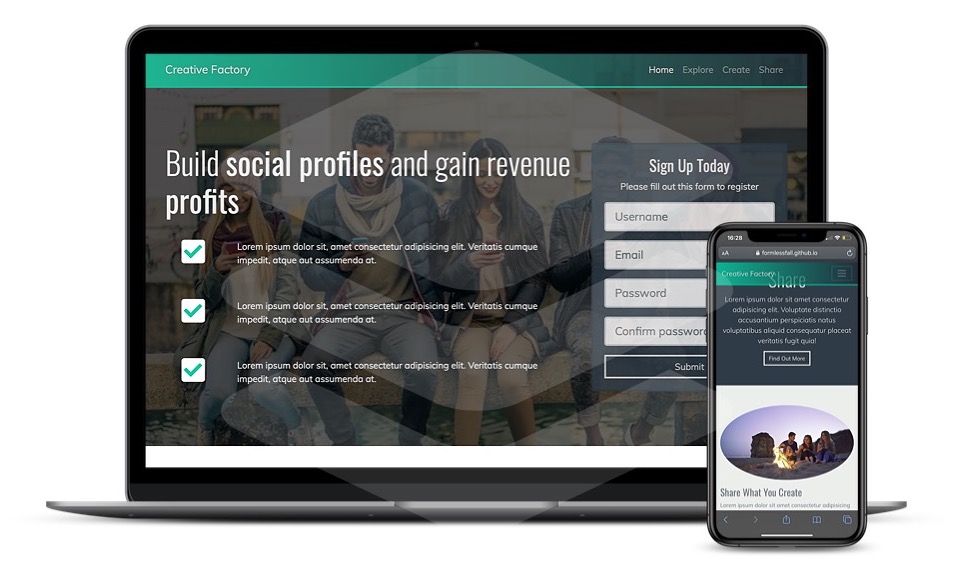 Creative Factory
Home Explore Create Share
Build social profiles and gain revenue
profits
Lorem ipsum dolor sit, amet consectetur adipisicing elit. Veritatis cumque
impedit, atque aut assumenda at.
Lorem ipsum dolor sit, amet consectetur adipisicing elit. Veritatis cumque
impedit, atque aut assumenda at.
Lorem ipsum dolor sit, amet consectetur adipisicing elit. Veritatis cumque
impedit, atque aut assumenda at.
Sign Up Today
Please fill out this form to register
Username
Email
Password
Confirm password
Submit
16:28
AA formlessfall.github.io
Creative Factory
Share
Lorem ipsum dolor sit amet consectetur
adipisicing elit. Voluptate distinctio
accusantium perspiciatis natus
voluptatibus aliquid consequatur placeat
veritatis fugit quia!
Find Out More
Share What You Create
Lorem ipsum dolor sit amet consectetur adipisicing